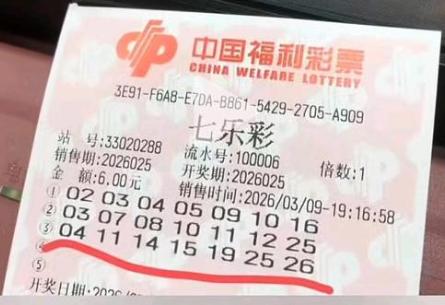 中国福利彩票
CHINA WELFARE LOTTERY
3E91-F6A8-E7DA-B861-5429-2705-A909
七乐彩
站 号:33020288 流水号:100006 倍数:1
销售期:2026025 开奖期:2026025
金 额:6.00元 销售时间:2026/03/09-19:16:58
① 02 03 04 05 09 10 16
② 03 07 08 10 11 12 25
③ 04 11 14 15 19 25 26
④
⑤
开奖日期:2026/